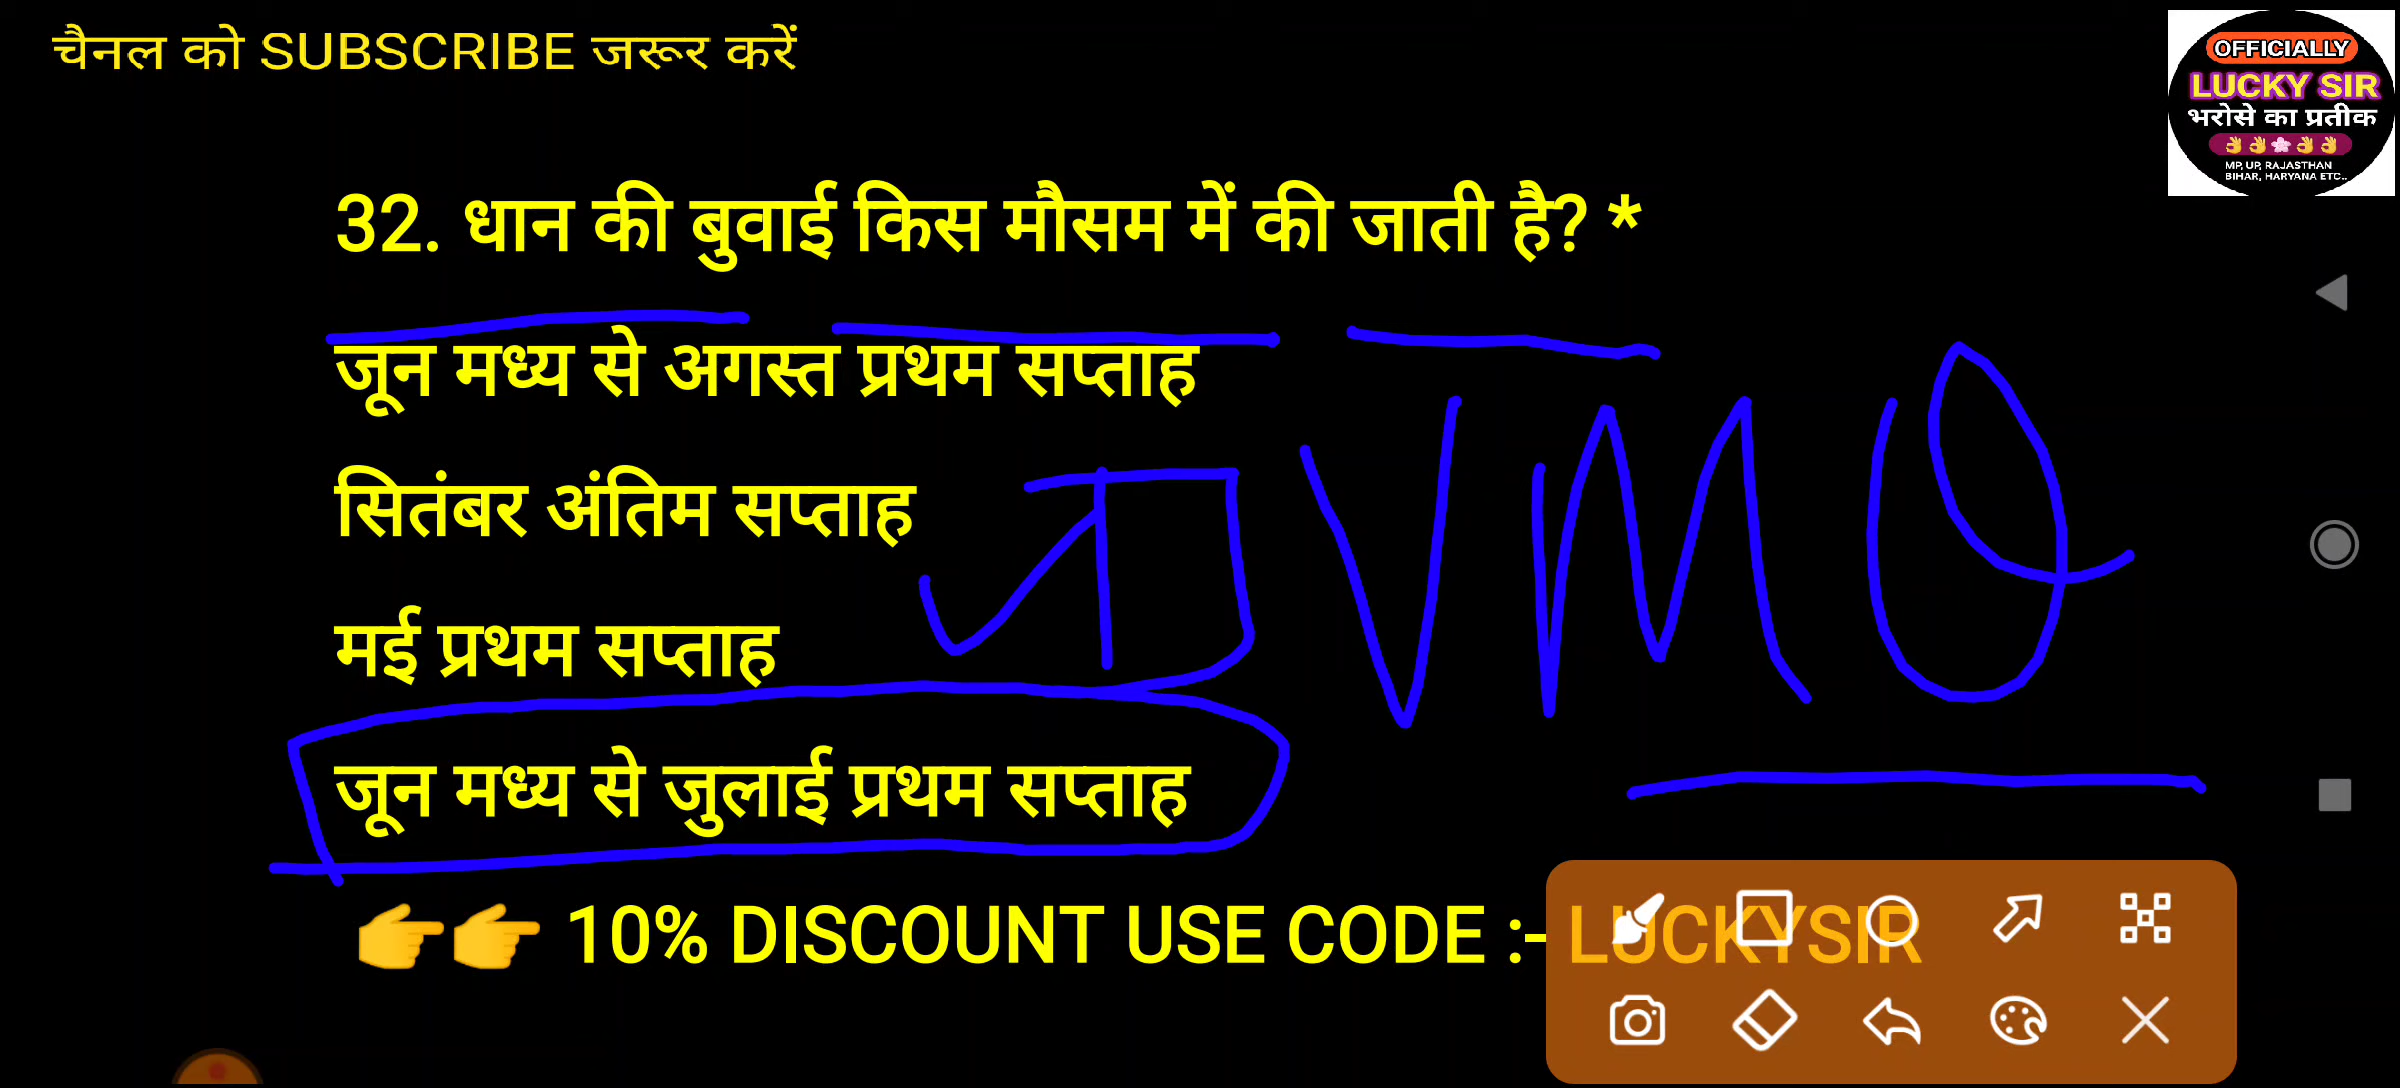 चैनल को SUBSCRIBE जरूर करें
OFFICIALLY
LUCKY SIR
भरोसे का प्रतीक
MP, UP, RAJASTHAN
BIHAR, HARYANA ETC..
32. धान की बुवाई किस मौसम में की जाती है? *
जून मध्य से अगस्त प्रथम सप्ताह
सितंबर अंतिम सप्ताह
मई प्रथम सप्ताह
जून मध्य से जुलाई प्रथम सप्ताह
D VMO
👉👉 10% DISCOUNT USE CODE :- LUCKYSIR